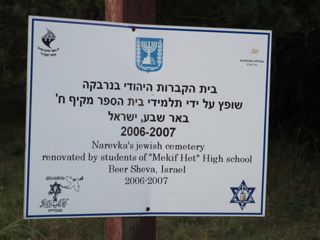 בית הקברות היהודי בנרבקה
שופץ על ידי תלמידי בית הספר מקיף ח'
באר שבע, ישראל
2006-2007
Narevka's jewish cemetery
renovated by students of "Mekif Het" High school
Beer Sheva, Israel
2006-2007